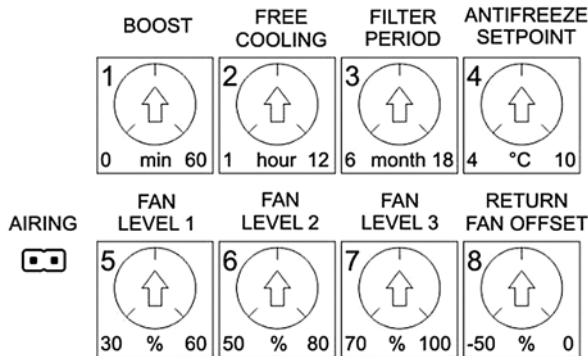 BOOST
FREE COOLING
FILTER PERIOD
ANTIFREEZE SETPOINT
1
2
3
4
0 min 60
1 hour 12
6 month 18
4 °C 10
AIRING
FAN LEVEL 1
FAN LEVEL 2
FAN LEVEL 3
RETURN FAN OFFSET
5
6
7
8
30 % 60
50 % 80
70 % 100
-50 % 0